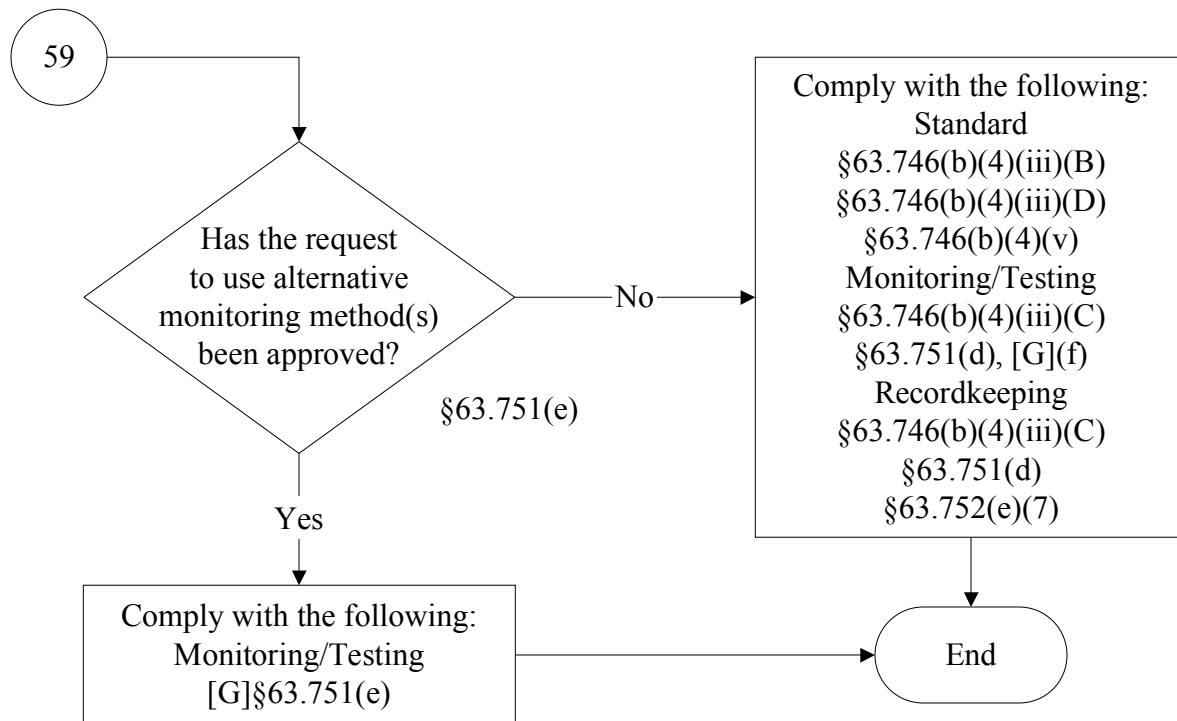 59
Has the request
to use alternative
monitoring method(s)
been approved?
§63.751(e)
No
Yes
Comply with the following:
Standard
§63.746(b)(4)(iii)(B)
§63.746(b)(4)(iii)(D)
§63.746(b)(4)(v)
Monitoring/Testing
§63.746(b)(4)(iii)(C)
§63.751(d), [G](f)
Recordkeeping
§63.746(b)(4)(iii)(C)
§63.751(d)
§63.752(e)(7)
Comply with the following:
Monitoring/Testing
[G]§63.751(e)
End